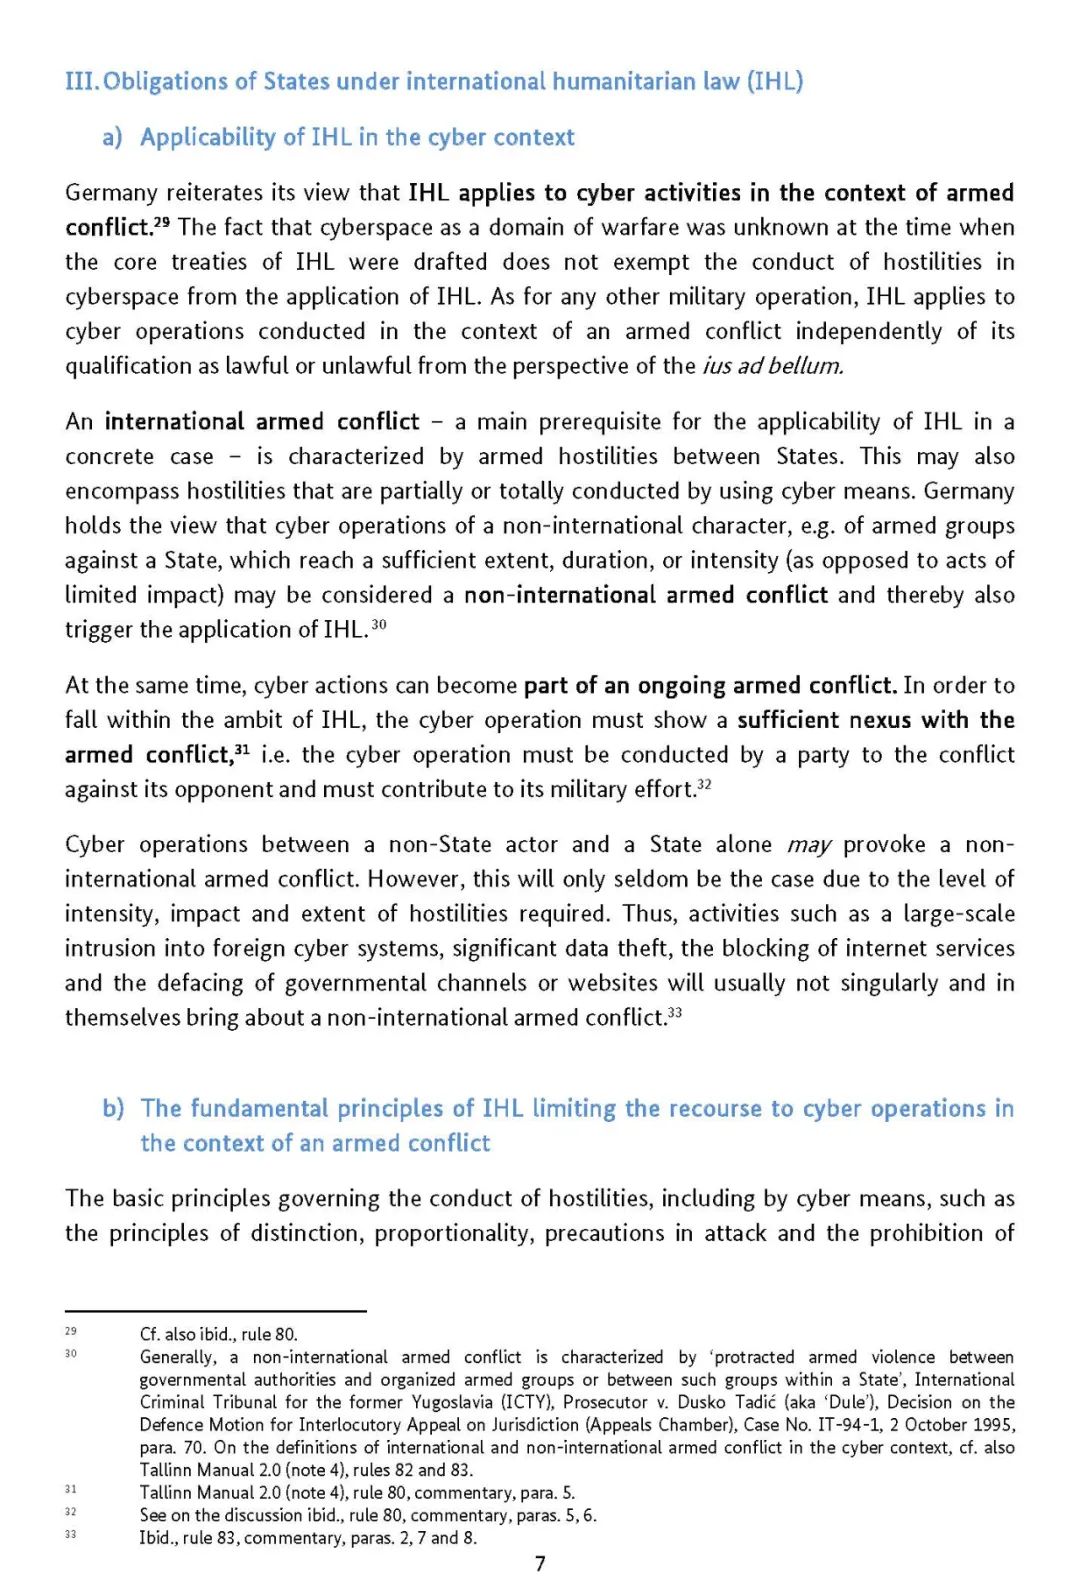 III. Obligations of States under international humanitarian law (IHL)
a) Applicability of IHL in the cyber context
Germany reiterates its view that IHL applies to cyber activities in the context of armed
conflict.29 The fact that cyberspace as a domain of warfare was unknown at the time when
the core treaties of IHL were drafted does not exempt the conduct of hostilities in
cyberspace from the application of IHL. As for any other military operation, IHL applies to
cyber operations conducted in the context of an armed conflict independently of its
qualification as lawful or unlawful from the perspective of the ius ad bellum.
An international armed conflict – a main prerequisite for the applicability of IHL in a
concrete case – is characterized by armed hostilities between States. This may also
encompass hostilities that are partially or totally conducted by using cyber means. Germany
holds the view that cyber operations of a non-international character, e.g. of armed groups
against a State, which reach a sufficient extent, duration, or intensity (as opposed to acts of
limited impact) may be considered a non-international armed conflict and thereby also
trigger the application of IHL.30
At the same time, cyber actions can become part of an ongoing armed conflict. In order to
fall within the ambit of IHL, the cyber operation must show a sufficient nexus with the
armed conflict,31 i.e. the cyber operation must be conducted by a party to the conflict
against its opponent and must contribute to its military effort.32
Cyber operations between a non-State actor and a State alone may provoke a non-
international armed conflict. However, this will only seldom be the case due to the level of
intensity, impact and extent of hostilities required. Thus, activities such as a large-scale
intrusion into foreign cyber systems, significant data theft, the blocking of internet services
and the defacing of governmental channels or websites will usually not singularly and in
themselves bring about a non-international armed conflict.33
b) The fundamental principles of IHL limiting the recourse to cyber operations in
the context of an armed conflict
The basic principles governing the conduct of hostilities, including by cyber means, such as
the principles of distinction, proportionality, precautions in attack and the prohibition of
29 Cf. also ibid., rule 80.
30 Generally, a non-international armed conflict is characterized by ‘protracted armed violence between
governmental authorities and organized armed groups or between such groups within a State’, International
Criminal Tribunal for the former Yugoslavia (ICTY), Prosecutor v. Dusko Tadić (aka ‘Dule’), Decision on the
Defence Motion for Interlocutory Appeal on Jurisdiction (Appeals Chamber), Case No. IT-94-1, 2 October 1995,
para. 70. On the definitions of international and non-international armed conflict in the cyber context, cf. also
Tallinn Manual 2.0 (note 4), rules 82 and 83.
31 Tallinn Manual 2.0 (note 4), rule 80, commentary, para. 5.
32 See on the discussion ibid., rule 80, commentary, paras. 5, 6.
33 Ibid., rule 83, commentary, paras. 2, 7 and 8.
7